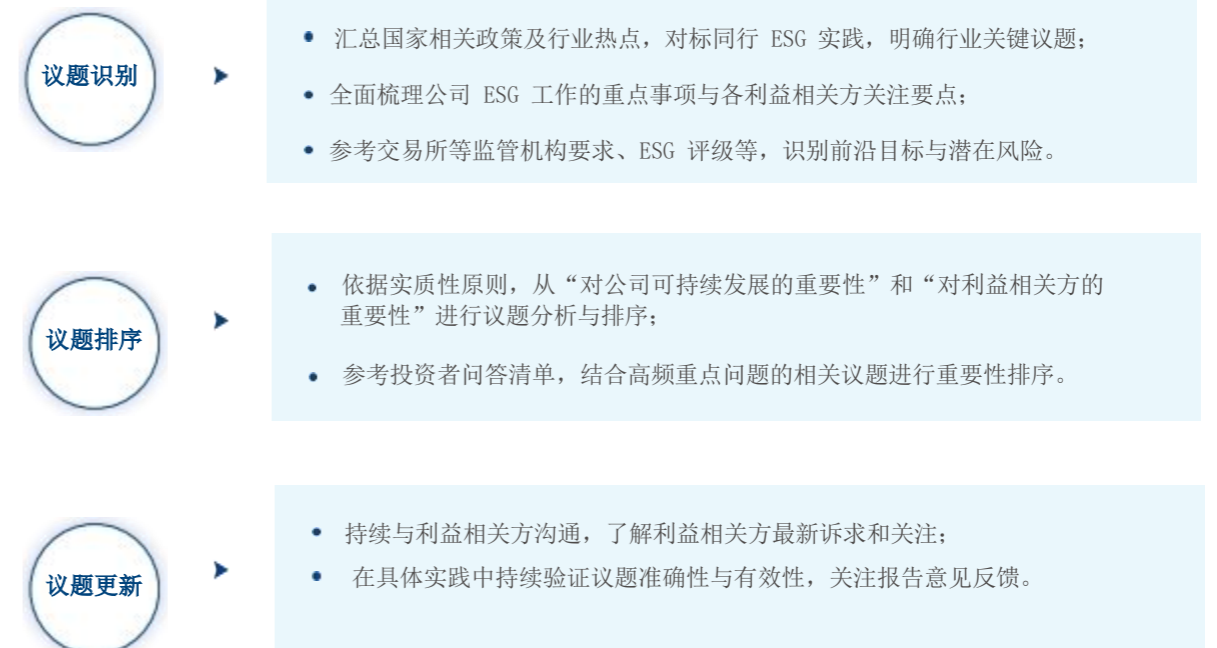 议题识别
• 汇总国家相关政策及行业热点，对标同行 ESG 实践，明确行业关键议题；
• 全面梳理公司 ESG 工作的重点事项与各利益相关方关注要点；
• 参考交易所等监管机构要求、ESG 评级等，识别前沿目标与潜在风险。
议题排序
• 依据实质性原则，从“对公司可持续发展的重要性”和“对利益相关方的
重要性”进行议题分析与排序；
• 参考投资者问答清单，结合高频重点问题的相关议题进行重要性排序。
议题更新
• 持续与利益相关方沟通，了解利益相关方最新诉求和关注；
• 在具体实践中持续验证议题准确性与有效性，关注报告意见反馈。